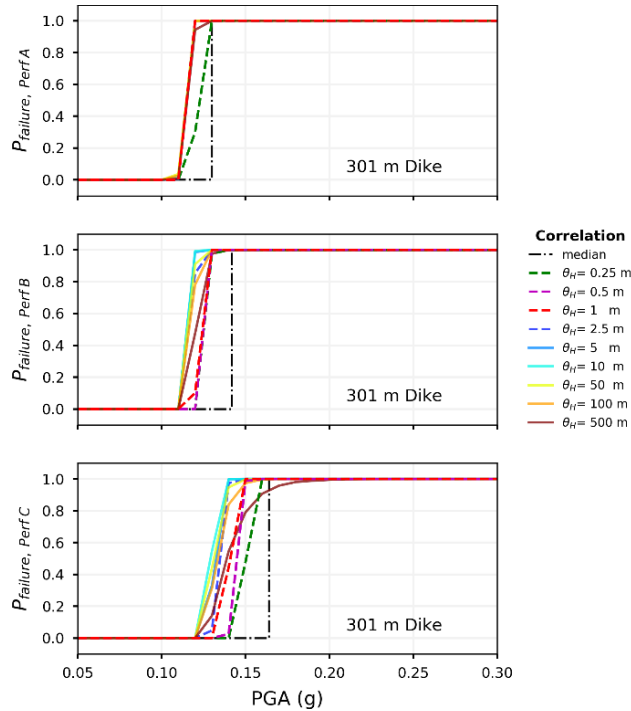 P_failure, Perf A
1.0
0.8
0.6
0.4
0.2
0.0
301 m Dike
P_failure, Perf B
1.0
0.8
0.6
0.4
0.2
0.0
301 m Dike
Correlation
median
θ_H= 0.25 m
θ_H= 0.5 m
θ_H= 1 m
θ_H= 2.5 m
θ_H= 5 m
θ_H= 10 m
θ_H= 50 m
θ_H= 100 m
θ_H= 500 m
P_failure, Perf C
1.0
0.8
0.6
0.4
0.2
0.0
301 m Dike
0.05 0.10 0.15 0.20 0.25 0.30
PGA (g)